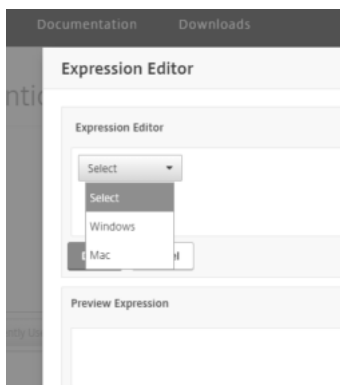 Documentation Downloads
Expression Editor
Expression Editor
Select
Select
Windows
Mac
Preview Expression